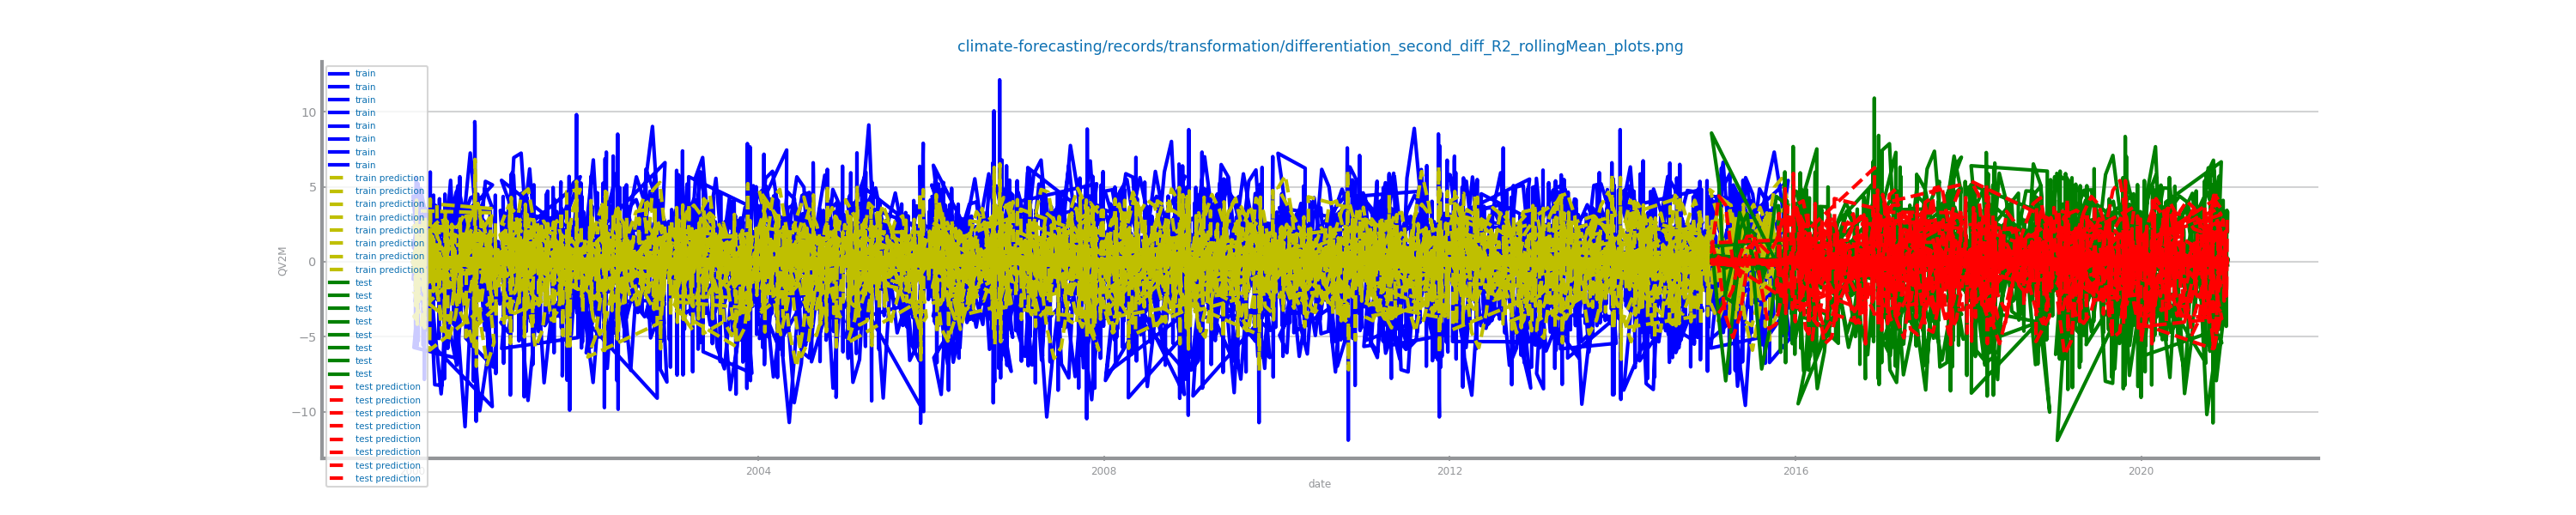 climate-forecasting/records/transformation/differentiation_second_diff_R2_rollingMean_plots.png
train
train
train
train
train
train
train
train
train prediction
train prediction
train prediction
train prediction
train prediction
train prediction
train prediction
train prediction
test
test
test
test
test
test
test
test
test prediction
test prediction
test prediction
test prediction
test prediction
test prediction
test prediction
test prediction
10
5
0
−5
−10
QV2M
2004
2008
2012
2016
2020
date